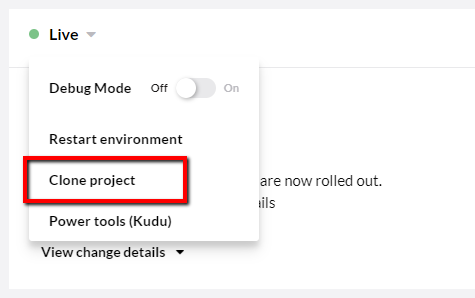 Live
Debug Mode Off On
Restart environment
Clone project
are now rolled out.
ails
Power tools (Kudu)
View change details